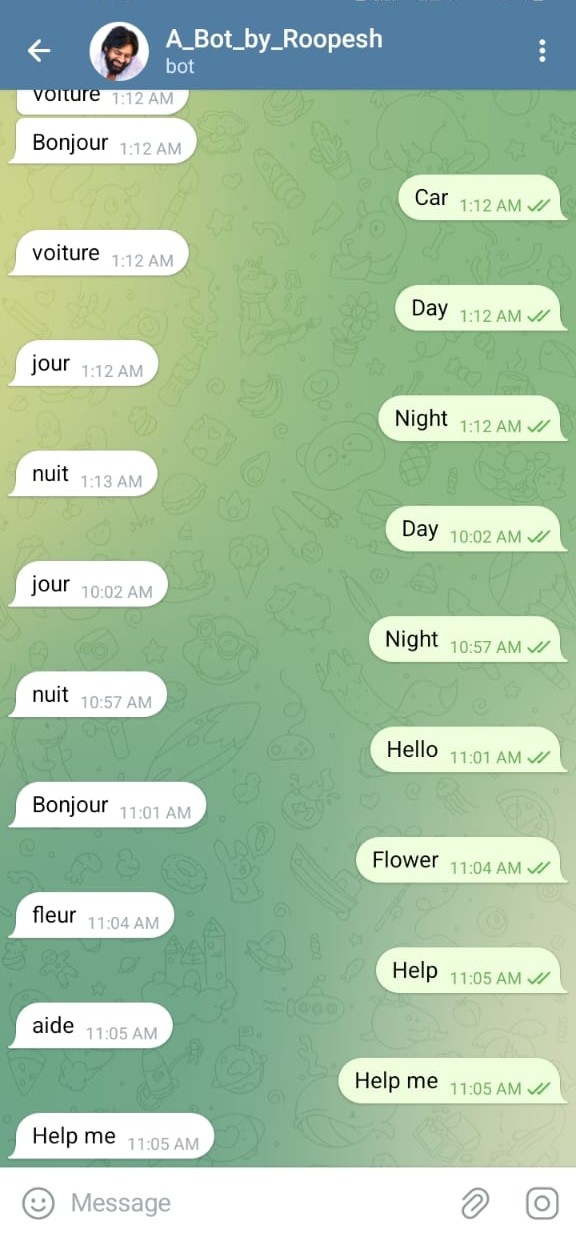 A_Bot_by_Roopesh
bot
voiture 1:12 AM
Bonjour 1:12 AM
Car 1:12 AM
voiture 1:12 AM
Day 1:12 AM
jour 1:12 AM
Night 1:12 AM
nuit 1:13 AM
Day 10:02 AM
jour 10:02 AM
Night 10:57 AM
nuit 10:57 AM
Hello 11:01 AM
Bonjour 11:01 AM
Flower 11:04 AM
fleur 11:04 AM
Help 11:05 AM
aide 11:05 AM
Help me 11:05 AM
Help me 11:05 AM
Message